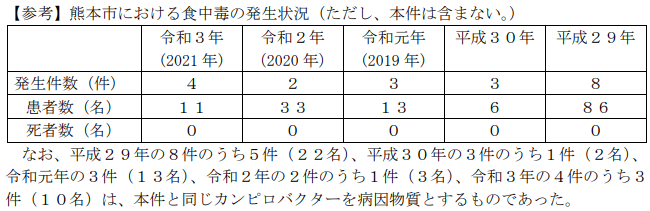 【参考】熊本市における食中毒の発生状況（ただし、本件は含まない。）
令和３年 令和２年 令和元年 平成３０年 平成２９年
（2021 年） （2020 年） （2019 年）
発生件数（件） ４ ２ ３ ３ ８
患者数（名） １１ ３３ １３ ６ ８６
死者数（名） ０ ０ ０ ０ ０
なお、平成２９年の８件のうち５件（２２名）、平成３０年の３件のうち１件（２名）、
令和元年の３件（１３名）、令和２年の２件のうち１件（３名）、令和３年の４件のうち３
件（１０名）は、本件と同じカンピロバクターを病因物質とするものであった。